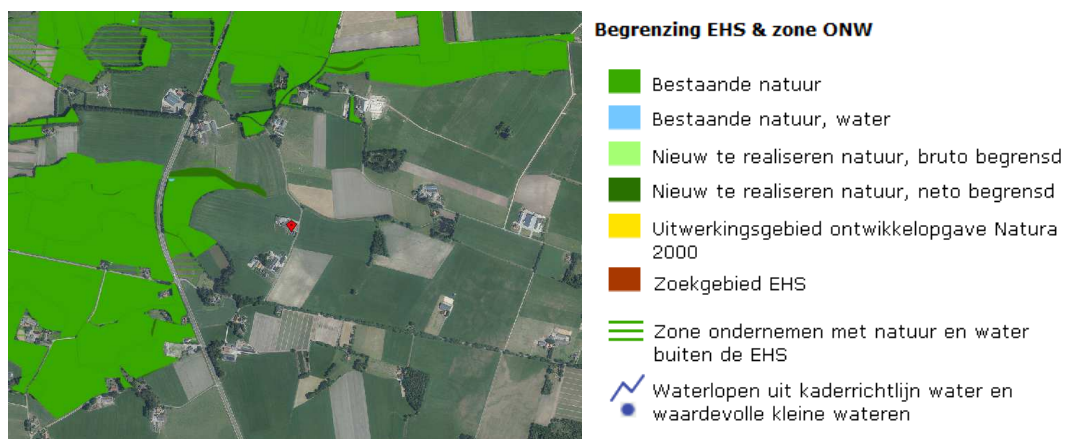 Begrenzing EHS & zone ONW
Bestaande natuur
Bestaande natuur, water
Nieuw te realiseren natuur, bruto begrensd
Nieuw te realiseren natuur, neto begrensd
Uitwerkingsgebied ontwikkelopgave Natura
2000
Zoekgebied EHS
Zone ondernemen met natuur en water
buiten de EHS
Waterlopen uit kaderrichtlijn water en
waardevolle kleine wateren